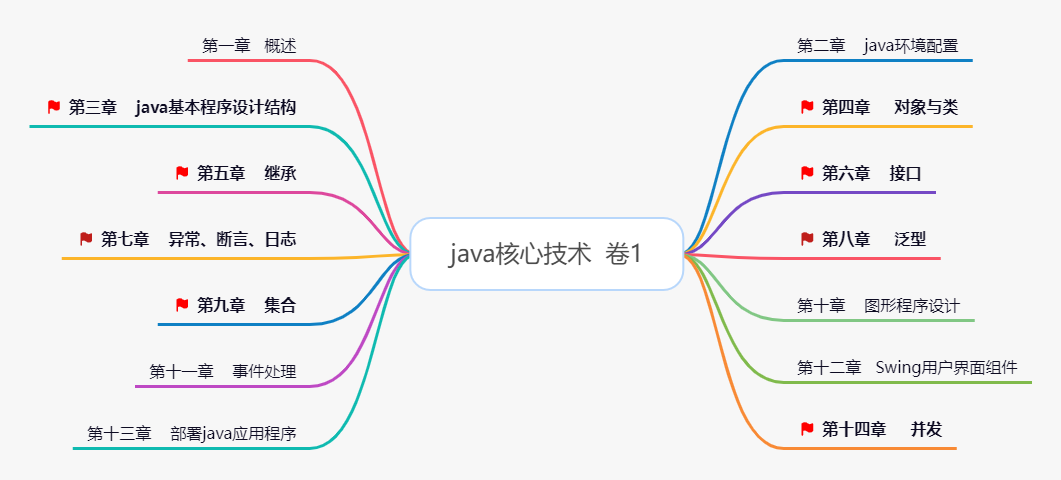 java核心技术 卷1
第一章 概述
第二章 java环境配置
第三章 java基本程序设计结构
第四章 对象与类
第五章 继承
第六章 接口
第七章 异常、断言、日志
第八章 泛型
第九章 集合
第十章 图形程序设计
第十一章 事件处理
第十二章 Swing用户界面组件
第十三章 部署java应用程序
第十四章 并发